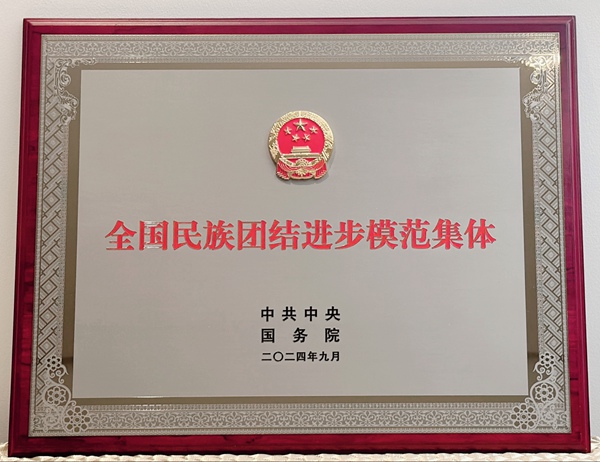 全国民族团结进步模范集体
中共中央
国务院
二〇二四年九月